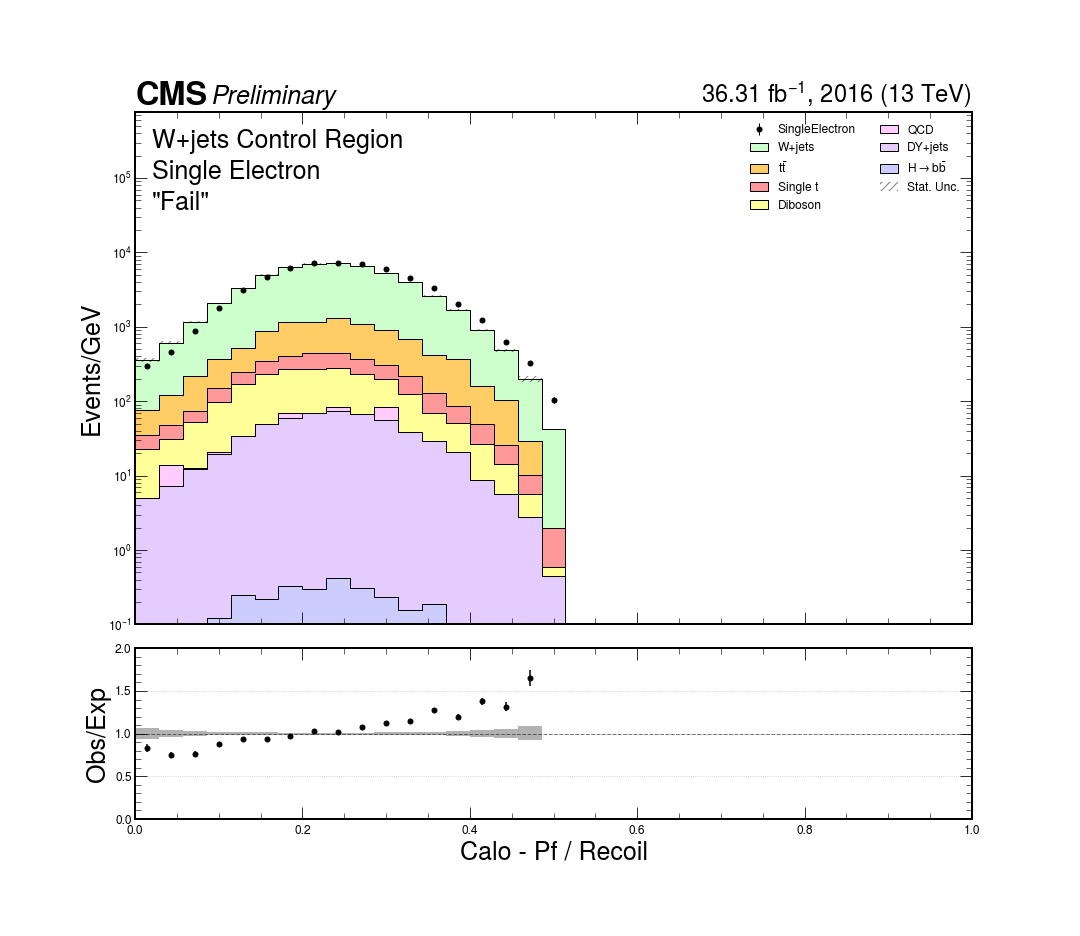 CMS Preliminary
36.31 fb⁻¹, 2016 (13 TeV)
W+jets Control Region
Single Electron
"Fail"
SingleElectron
W+jets
tt̄
Single t
Diboson
QCD
DY+jets
H→bb̄
Stat. Unc.
Events/GeV
10⁵
10⁴
10³
10²
10¹
10⁰
10⁻¹
Obs/Exp
2.0
1.5
1.0
0.5
0.0
0.0 0.2 0.4 0.6 0.8 1.0
Calo - Pf / Recoil